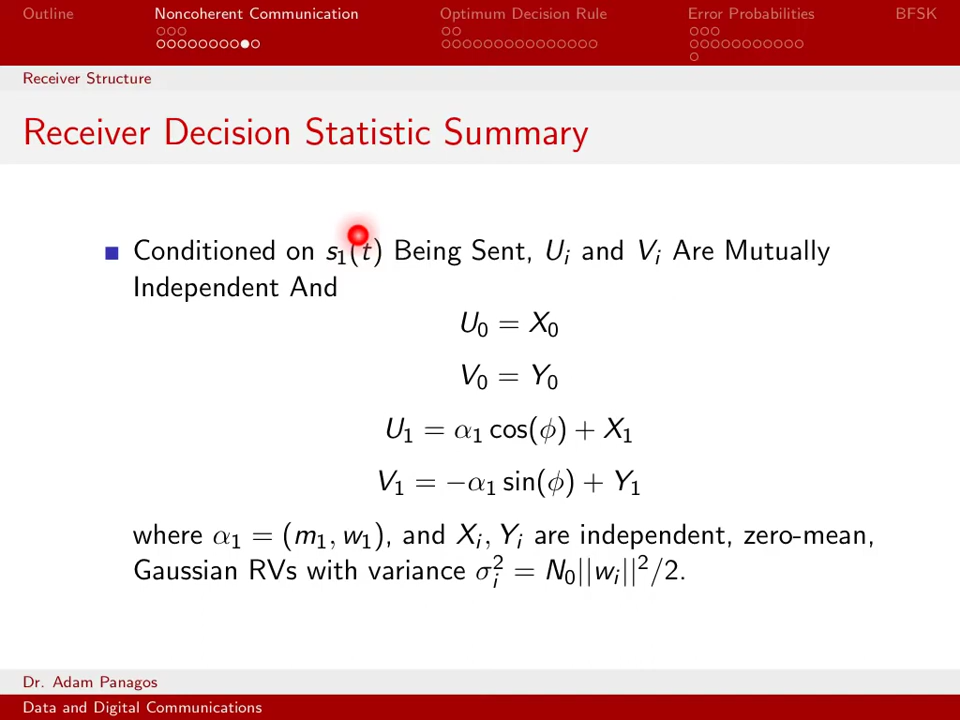 Outline Noncoherent Communication Optimum Decision Rule Error Probabilities BFSK
Receiver Structure
Receiver Decision Statistic Summary
Conditioned on s₁(t) Being Sent, Uᵢ and Vᵢ Are Mutually
Independent And
U₀ = X₀
V₀ = Y₀
U₁ = α₁ cos(ϕ) + X₁
V₁ = −α₁ sin(ϕ) + Y₁
where α₁ = (m₁, w₁), and Xᵢ, Yᵢ are independent, zero-mean,
Gaussian RVs with variance σᵢ² = N₀||wᵢ||²/2.
Dr. Adam Panagos
Data and Digital Communications